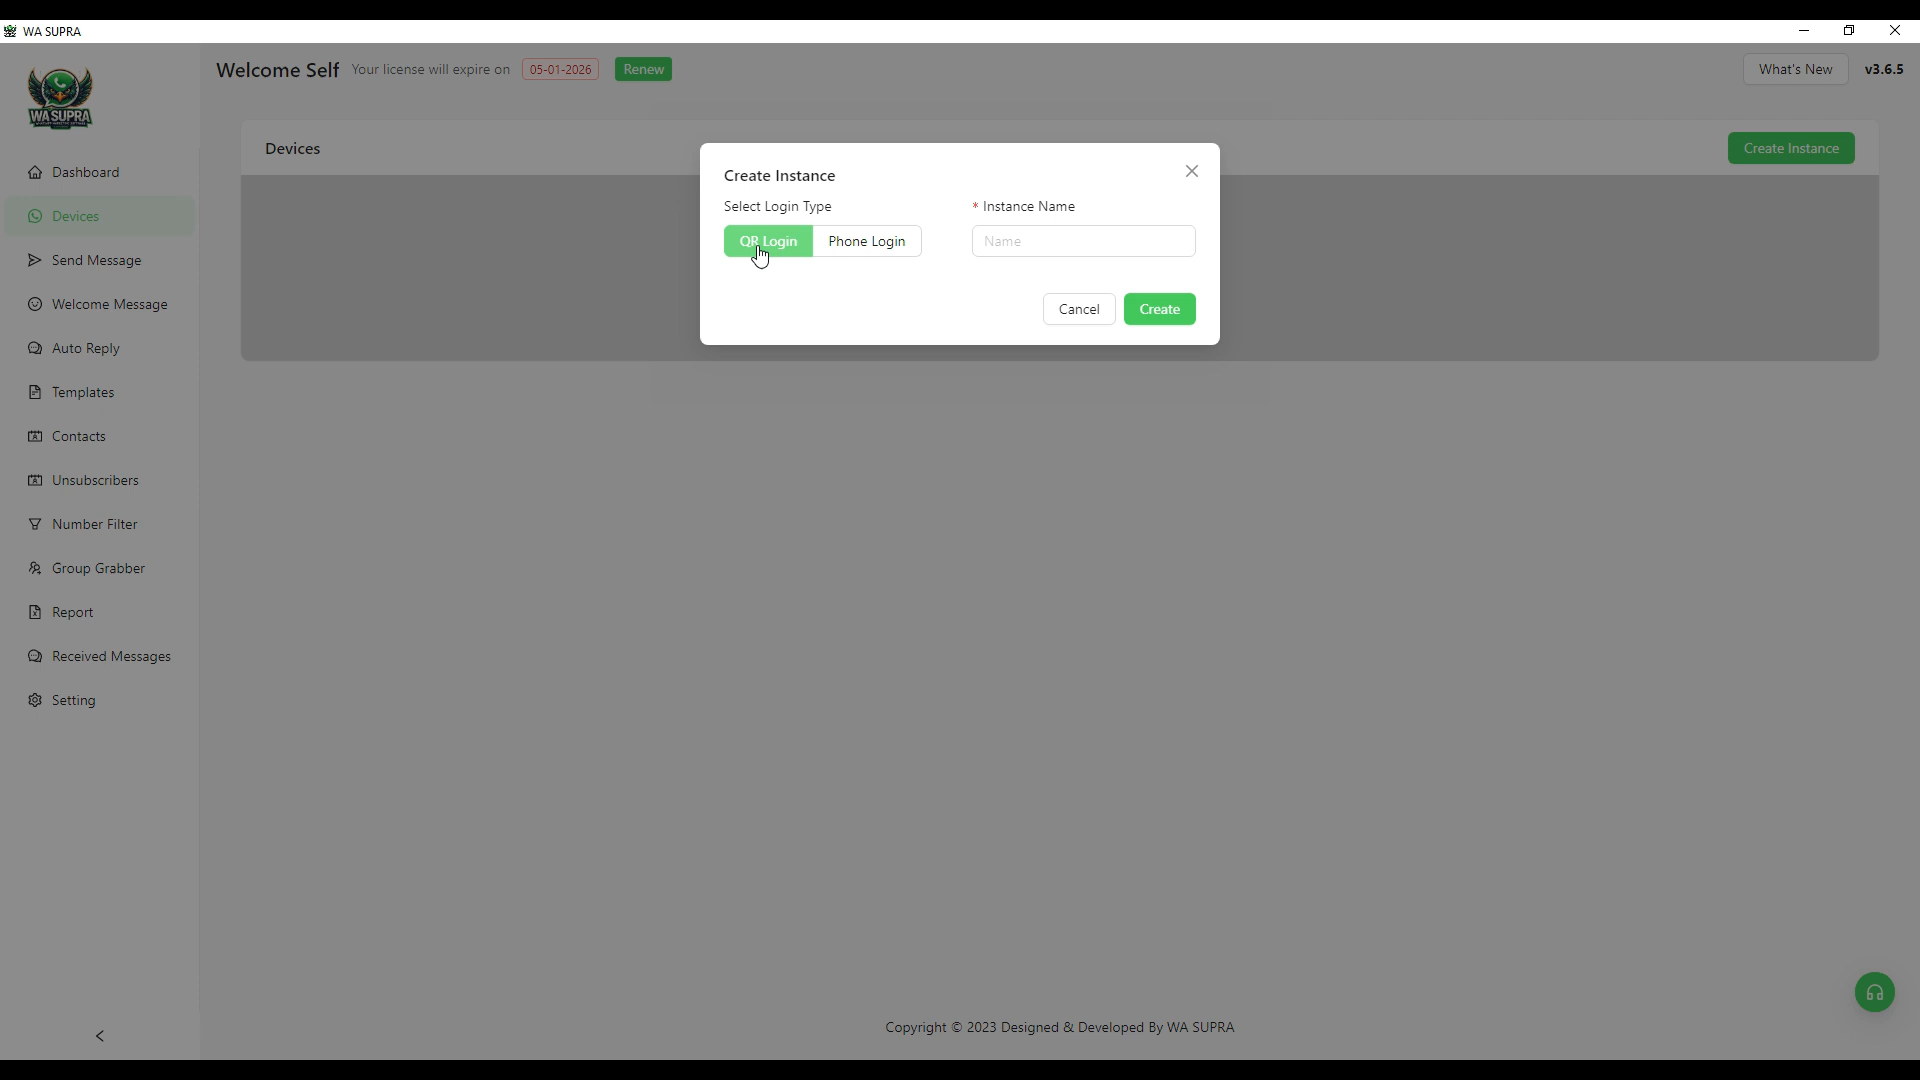 WA SUPRA
Welcome Self Your license will expire on 05-01-2026 Renew
What's New v3.6.5
WA SUPRA
Dashboard
Devices
Send Message
Welcome Message
Auto Reply
Templates
Contacts
Unsubscribers
Number Filter
Group Grabber
Report
Received Messages
Setting
Devices
Create Instance
Create Instance
Select Login Type
* Instance Name
QR Login Phone Login
Name
Cancel Create
Copyright © 2023 Designed & Developed By WA SUPRA